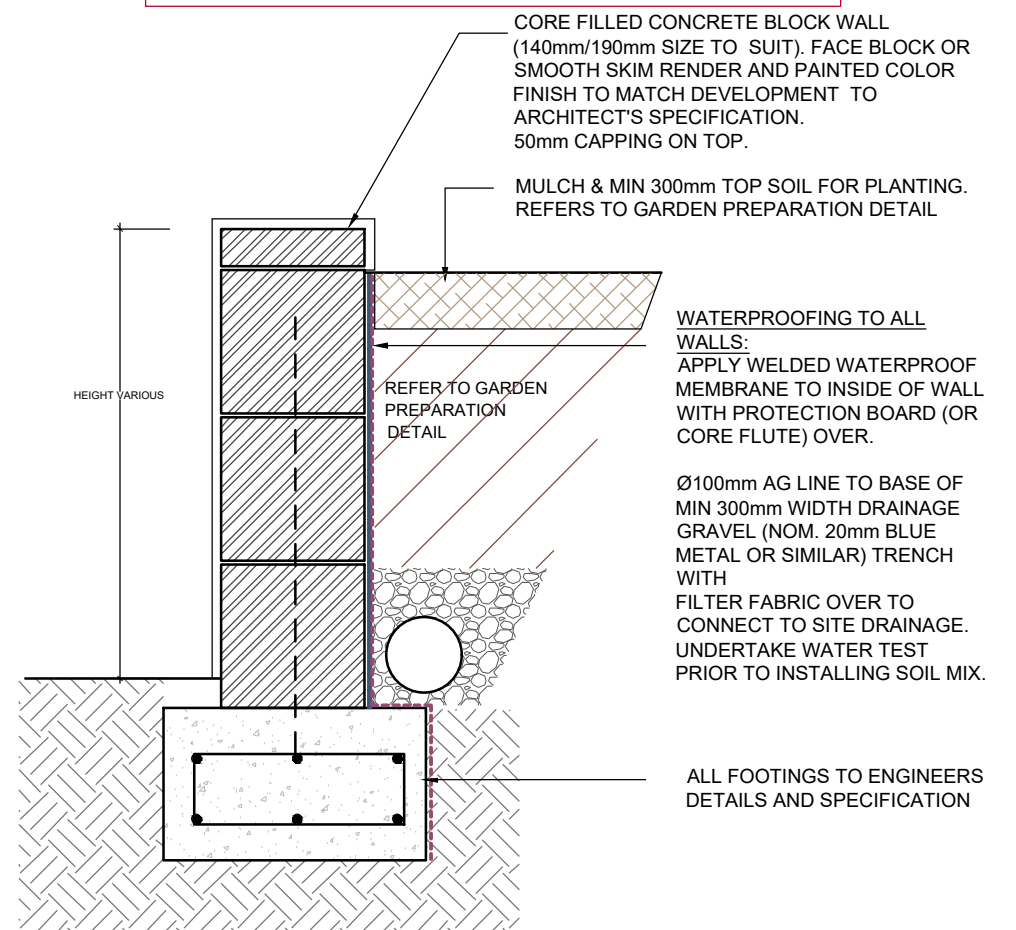 CORE FILLED CONCRETE BLOCK WALL
(140mm/190mm SIZE TO SUIT). FACE BLOCK OR
SMOOTH SKIM RENDER AND PAINTED COLOR
FINISH TO MATCH DEVELOPMENT TO
ARCHITECT'S SPECIFICATION.
50mm CAPPING ON TOP.
MULCH & MIN 300mm TOP SOIL FOR PLANTING.
REFERS TO GARDEN PREPARATION DETAIL
WATERPROOFING TO ALL
WALLS:
APPLY WELDED WATERPROOF
MEMBRANE TO INSIDE OF WALL
WITH PROTECTION BOARD (OR
CORE FLUTE) OVER.
HEIGHT VARIOUS
REFER TO GARDEN
PREPARATION
DETAIL
Ø100mm AG LINE TO BASE OF
MIN 300mm WIDTH DRAINAGE
GRAVEL (NOM. 20mm BLUE
METAL OR SIMILAR) TRENCH
WITH
FILTER FABRIC OVER TO
CONNECT TO SITE DRAINAGE.
UNDERTAKE WATER TEST
PRIOR TO INSTALLING SOIL MIX.
ALL FOOTINGS TO ENGINEERS
DETAILS AND SPECIFICATION